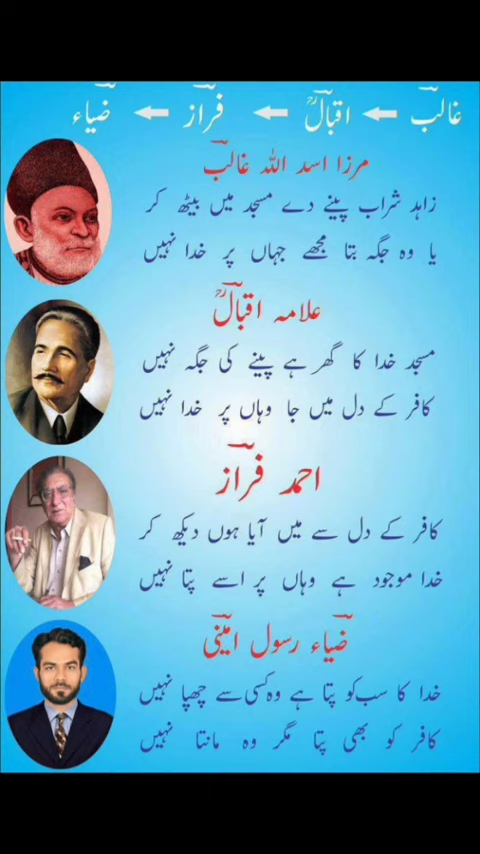 غالب ← اقبالؒ ← فراز ← ضیاء
مرزا اسد اللہ غالب
زاہد شراب پینے دے مسجد میں بیٹھ کر
یا وہ جگہ بتا مجھے جہاں پر خدا نہیں
علامہ اقبالؒ
مسجد خدا کا گھر ہے پینے کی جگہ نہیں
کافر کے دل میں جا وہاں پر خدا نہیں
احمد فراز
کافر کے دل سے میں آیا ہوں دیکھ کر
خدا موجود ہے وہاں پر اسے پتا نہیں
ضیاء رسول امینی
خدا کا سب کو پتا ہے وہ کسی سے چھپا نہیں
کافر کو بھی پتا مگر وہ مانتا نہیں